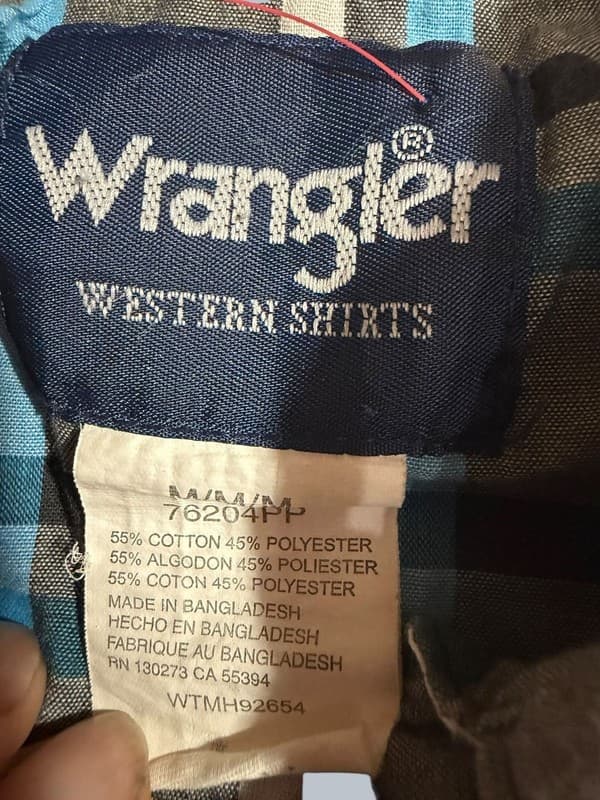 Wrangler®
WESTERN SHIRTS
M/M/M
76204PP
55% COTTON 45% POLYESTER
55% ALGODON 45% POLIESTER
55% COTON 45% POLYESTER
MADE IN BANGLADESH
HECHO EN BANGLADESH
FABRIQUE AU BANGLADESH
RN 130273 CA 55394
WTMH92654